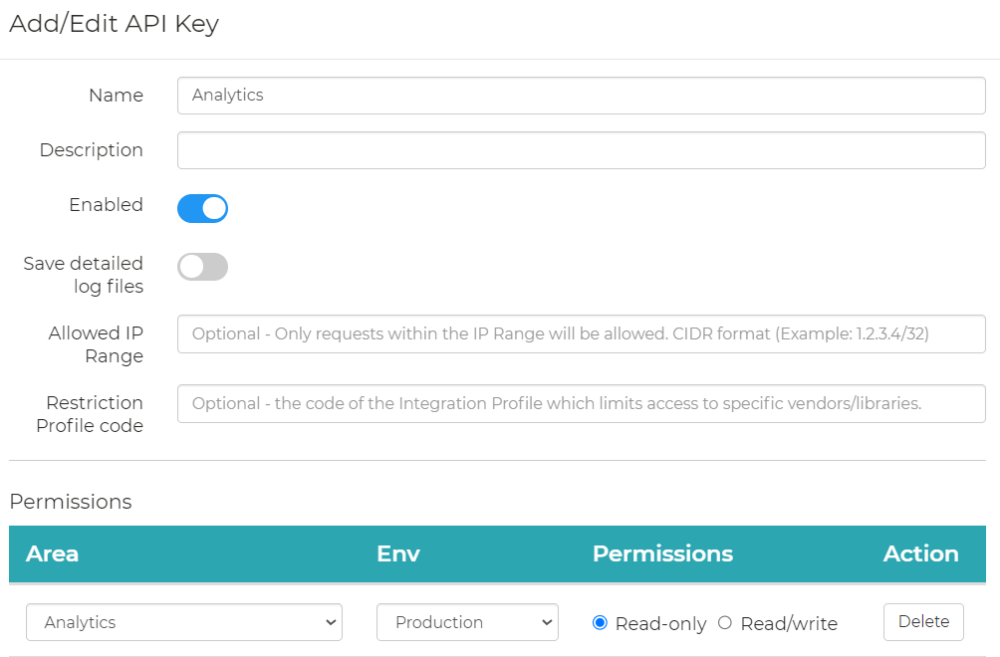 Add/Edit API Key
Name
Analytics
Description
Enabled
Save detailed
log files
Allowed IP
Range
Optional - Only requests within the IP Range will be allowed. CIDR format (Example: 1.2.3.4/32)
Restriction
Profile code
Optional - the code of the Integration Profile which limits access to specific vendors/libraries.
Permissions
Area Env Permissions Action
Analytics Production Read-only Read/write Delete